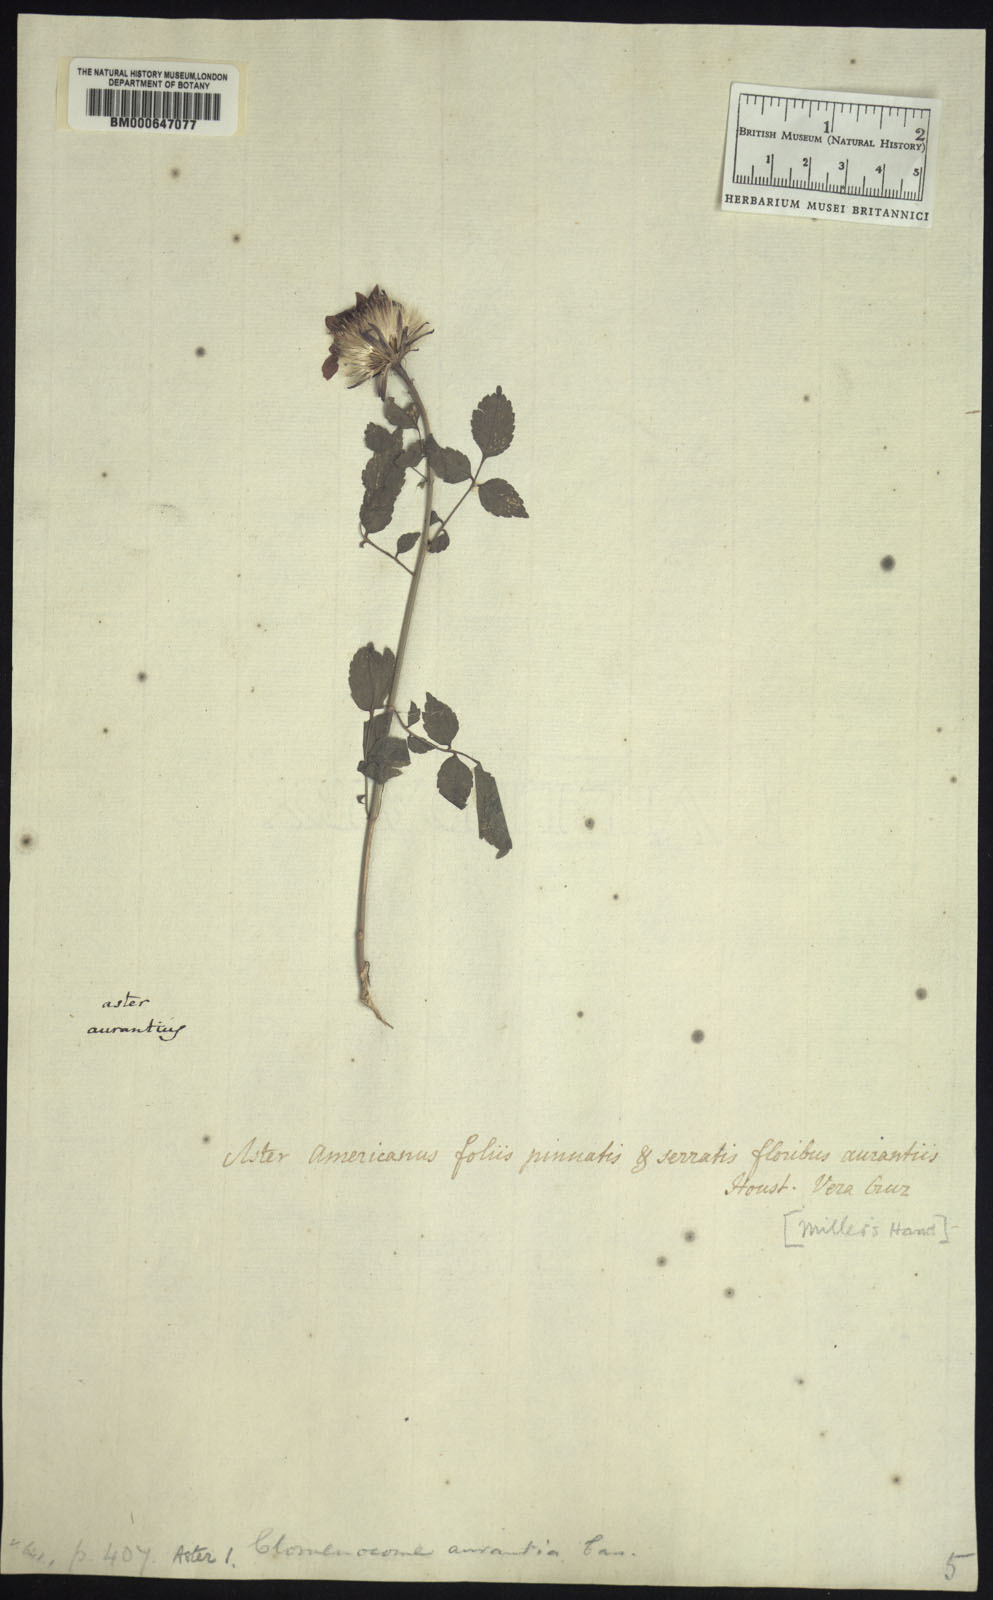 THE NATURAL HISTORY MUSEUM, LONDON
DEPARTMENT OF BOTANY
BM000647077
1 2
BRITISH MUSEUM (NATURAL HISTORY)
1 2 3 4 5
HERBARIUM MUSEI BRITANNICI
aster
aurantius
Aster Americanus foliis pinnatis & serratis floribus aurantiis
Houst. Vera Cruz
[Miller's Hand]
p. 407. Aster 1. Clomenocome aurantia Cass.
5